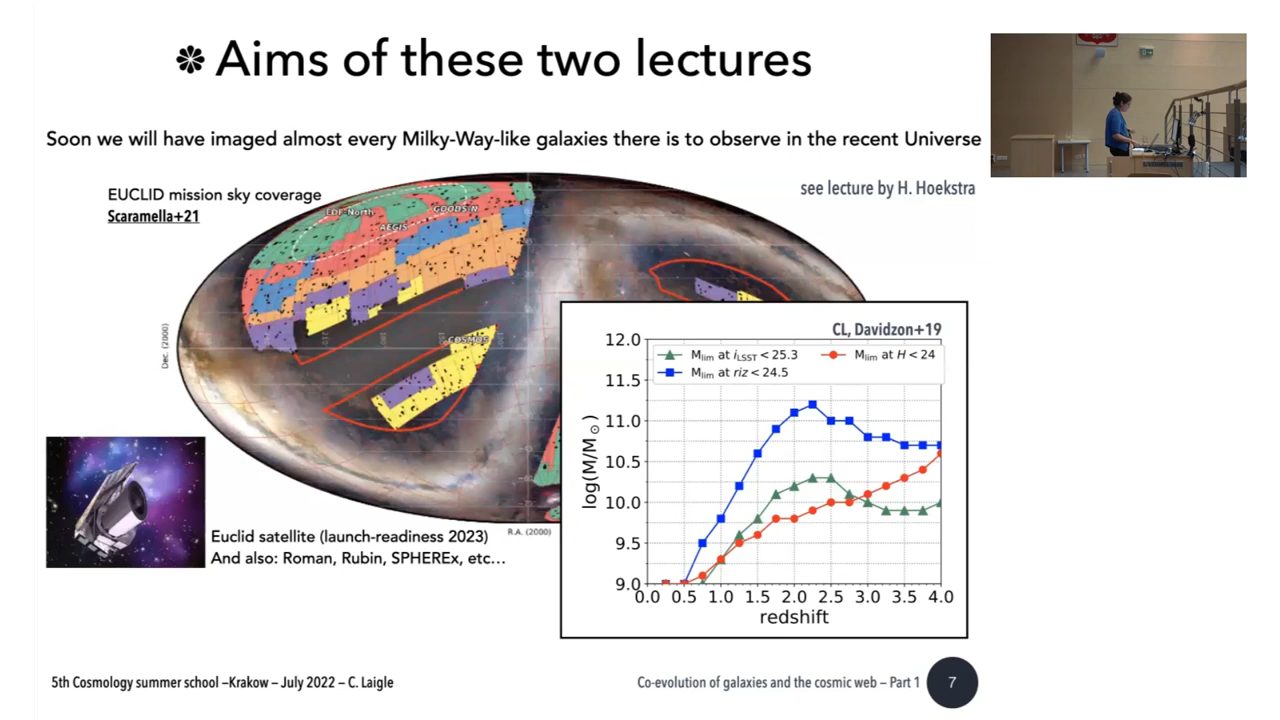 ❃ Aims of these two lectures
Soon we will have imaged almost every Milky-Way-like galaxies there is to observe in the recent Universe
see lecture by H. Hoekstra
EUCLID mission sky coverage
Scaramella+21
EDF-North
GOODS-N
AEGIS
COSMOS
Dec. (2000)
R.A. (2000)
CL, Davidzon+19
M_lim at i_LSST < 25.3
M_lim at H < 24
M_lim at riz < 24.5
12.0
11.5
11.0
10.5
10.0
9.5
9.0
log(M/M⊙)
0.0 0.5 1.0 1.5 2.0 2.5 3.0 3.5 4.0
redshift
Euclid satellite (launch-readiness 2023)
And also: Roman, Rubin, SPHEREx, etc...
5th Cosmology summer school –Krakow – July 2022 – C. Laigle
Co-evolution of galaxies and the cosmic web – Part 1
7